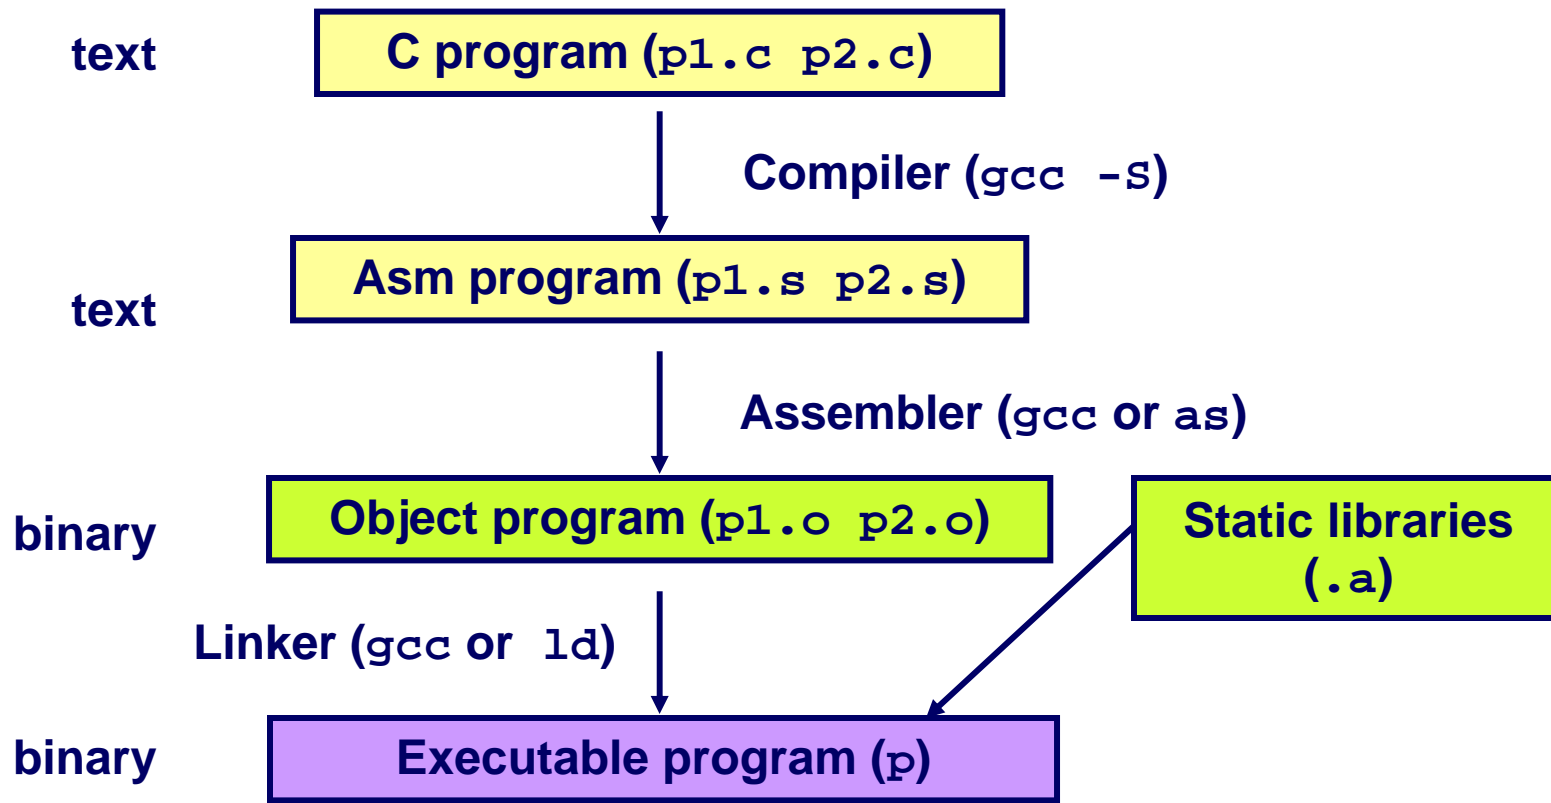 text
C program (p1.c p2.c)
Compiler (gcc -S)
text
Asm program (p1.s p2.s)
Assembler (gcc or as)
binary
Object program (p1.o p2.o)
Static libraries
(.a)
Linker (gcc or ld)
binary
Executable program (p)